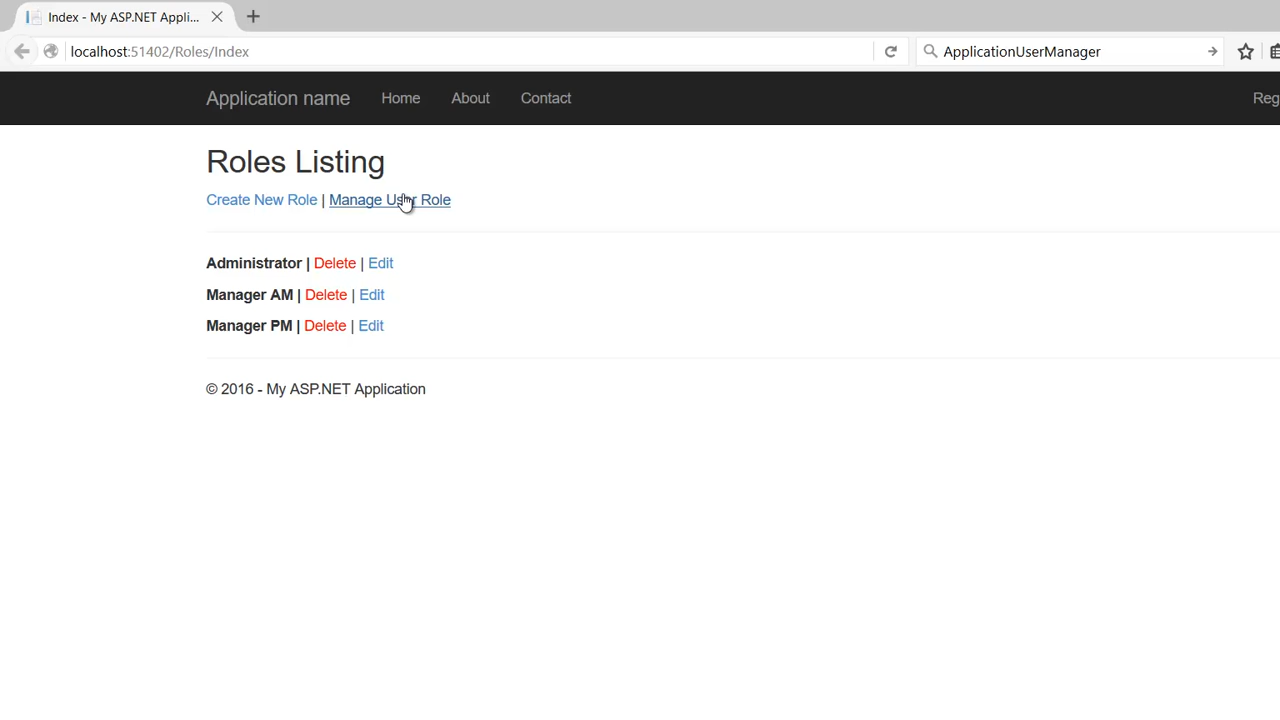 Index - My ASP.NET Appli...
localhost:51402/Roles/Index
ApplicationUserManager
Application name Home About Contact Reg
Roles Listing
Create New Role | Manage User Role
Administrator | Delete | Edit
Manager AM | Delete | Edit
Manager PM | Delete | Edit
© 2016 - My ASP.NET Application